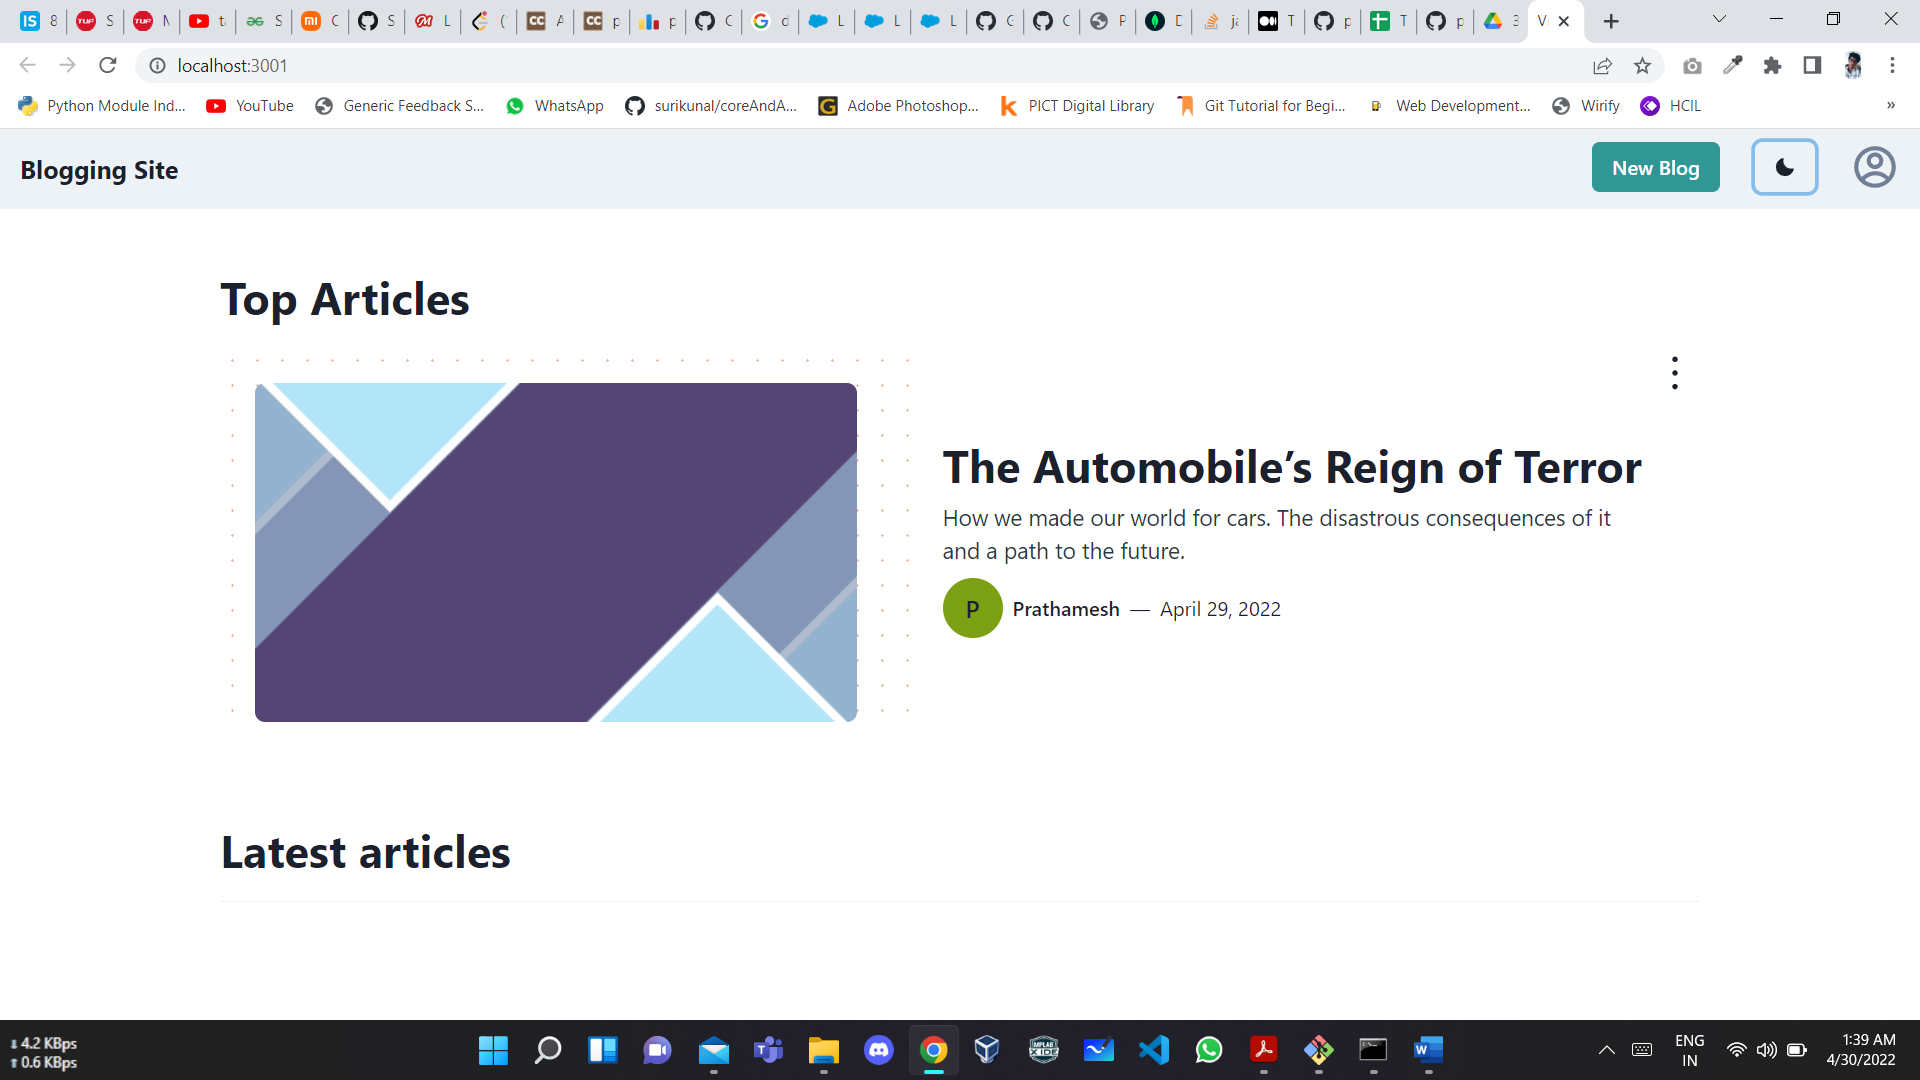 localhost:3001
Python Module Ind...
YouTube
Generic Feedback S...
WhatsApp
surikunal/coreAndA...
Adobe Photoshop...
PICT Digital Library
Git Tutorial for Begi...
Web Development...
Wirify
HCIL
»
Blogging Site
New Blog
Top Articles
The Automobile’s Reign of Terror
How we made our world for cars. The disastrous consequences of it
and a path to the future.
P
Prathamesh — April 29, 2022
Latest articles
4.2 KBps
0.6 KBps
ENG
IN
1:39 AM
4/30/2022